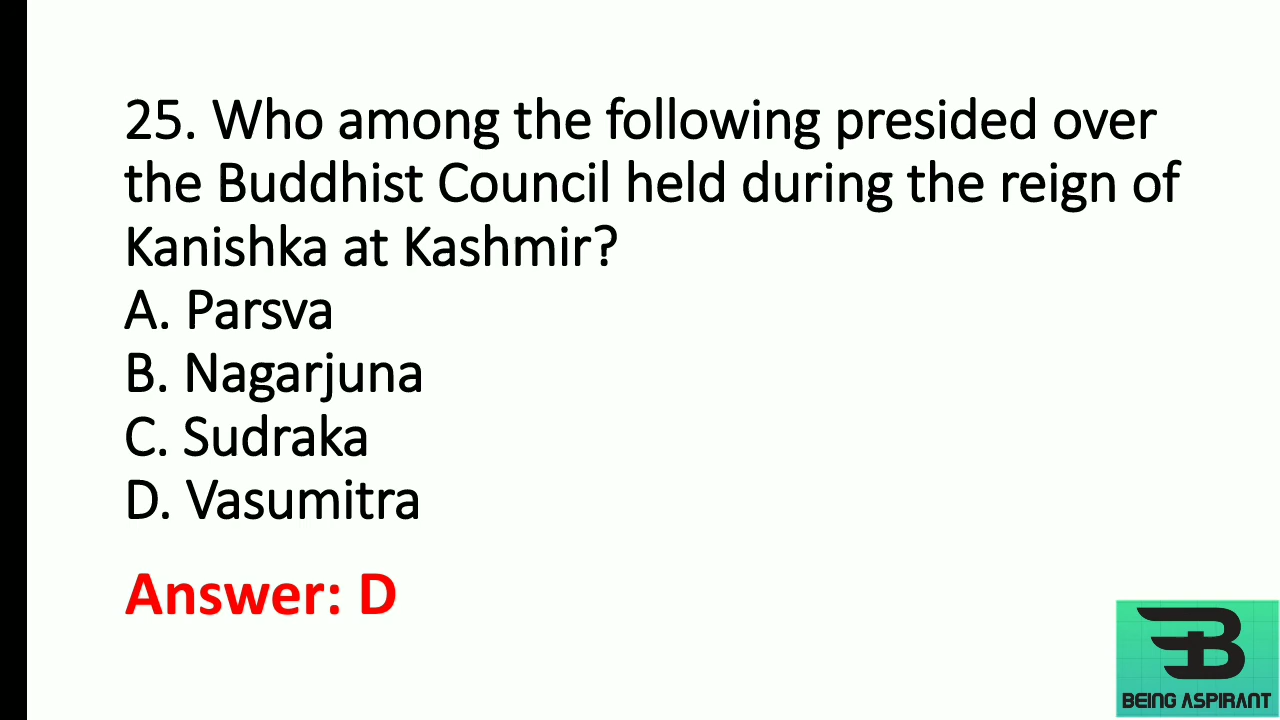 25. Who among the following presided over
the Buddhist Council held during the reign of
Kanishka at Kashmir?
A. Parsva
B. Nagarjuna
C. Sudraka
D. Vasumitra
Answer: D
B
BEING ASPIRANT